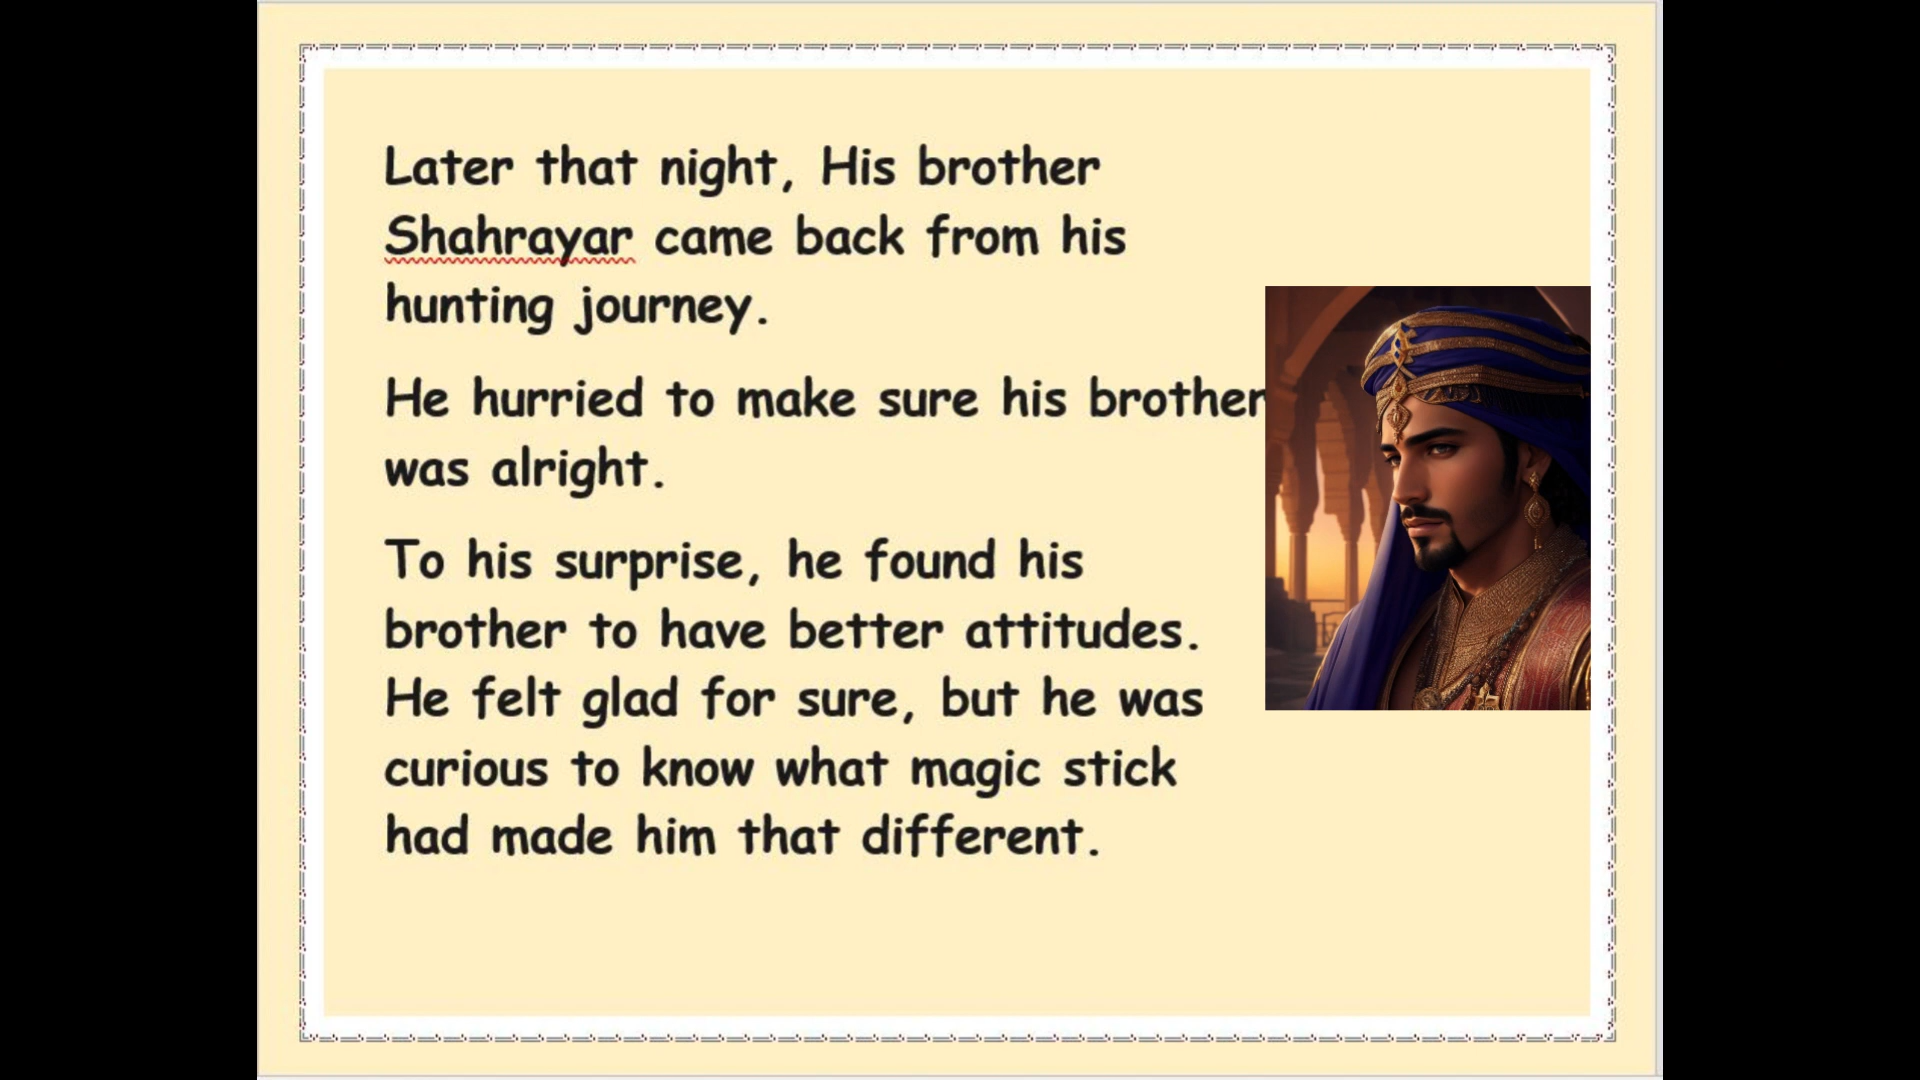 Later that night, His brother
Shahrayar came back from his
hunting journey.
He hurried to make sure his brother
was alright.
To his surprise, he found his
brother to have better attitudes.
He felt glad for sure, but he was
curious to know what magic stick
had made him that different.